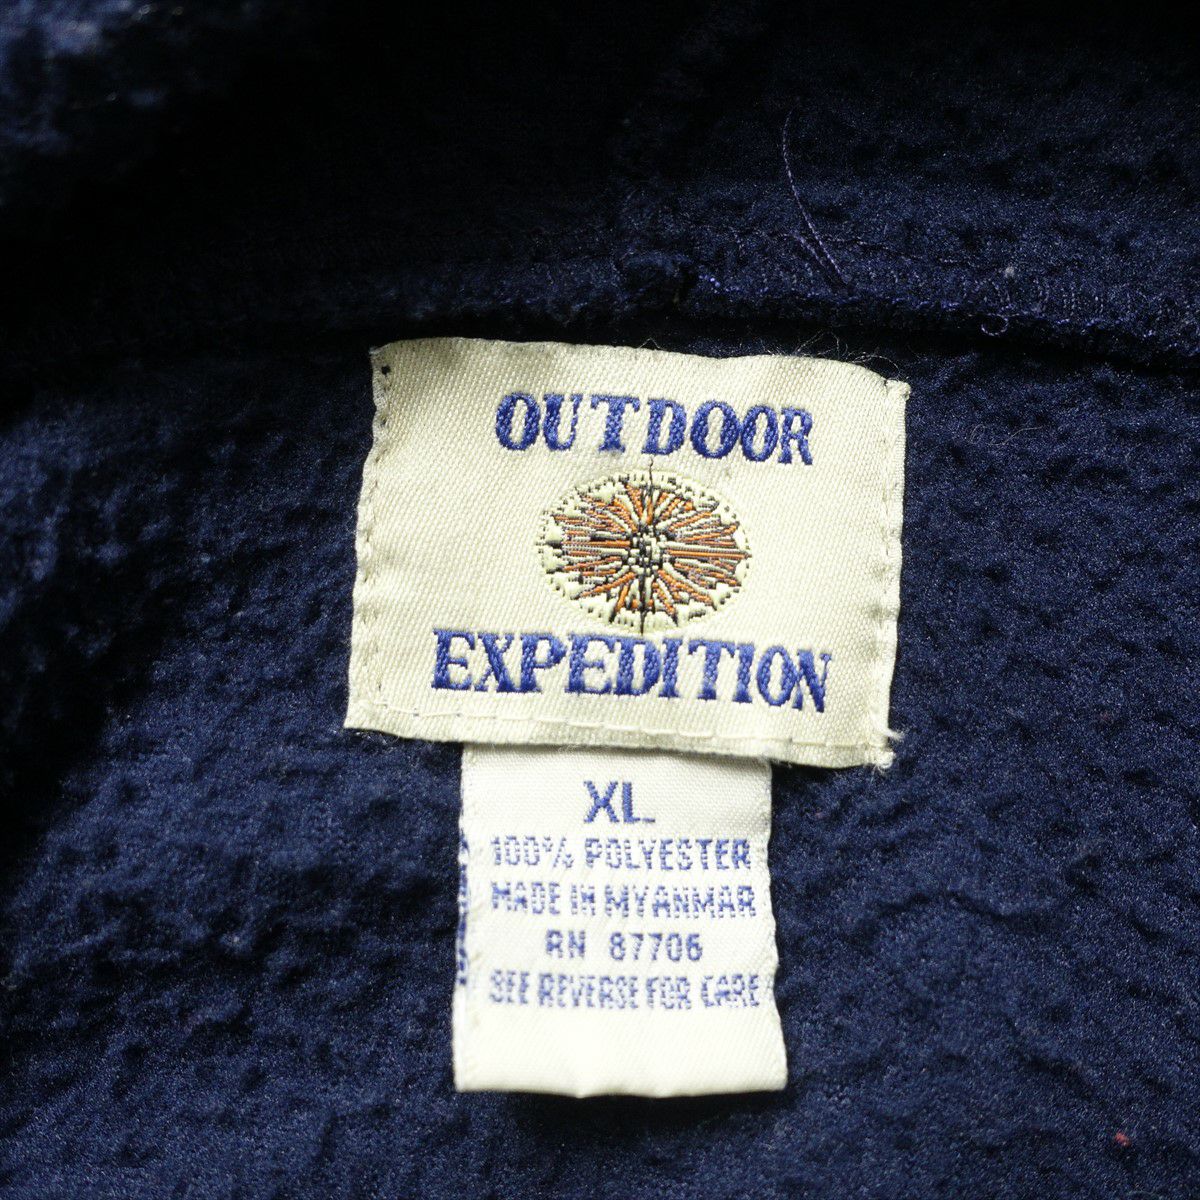 OUTDOOR
EXPEDITION
XL
100% POLYESTER
MADE IN MYANMAR
RN 87706
SEE REVERSE FOR CARE